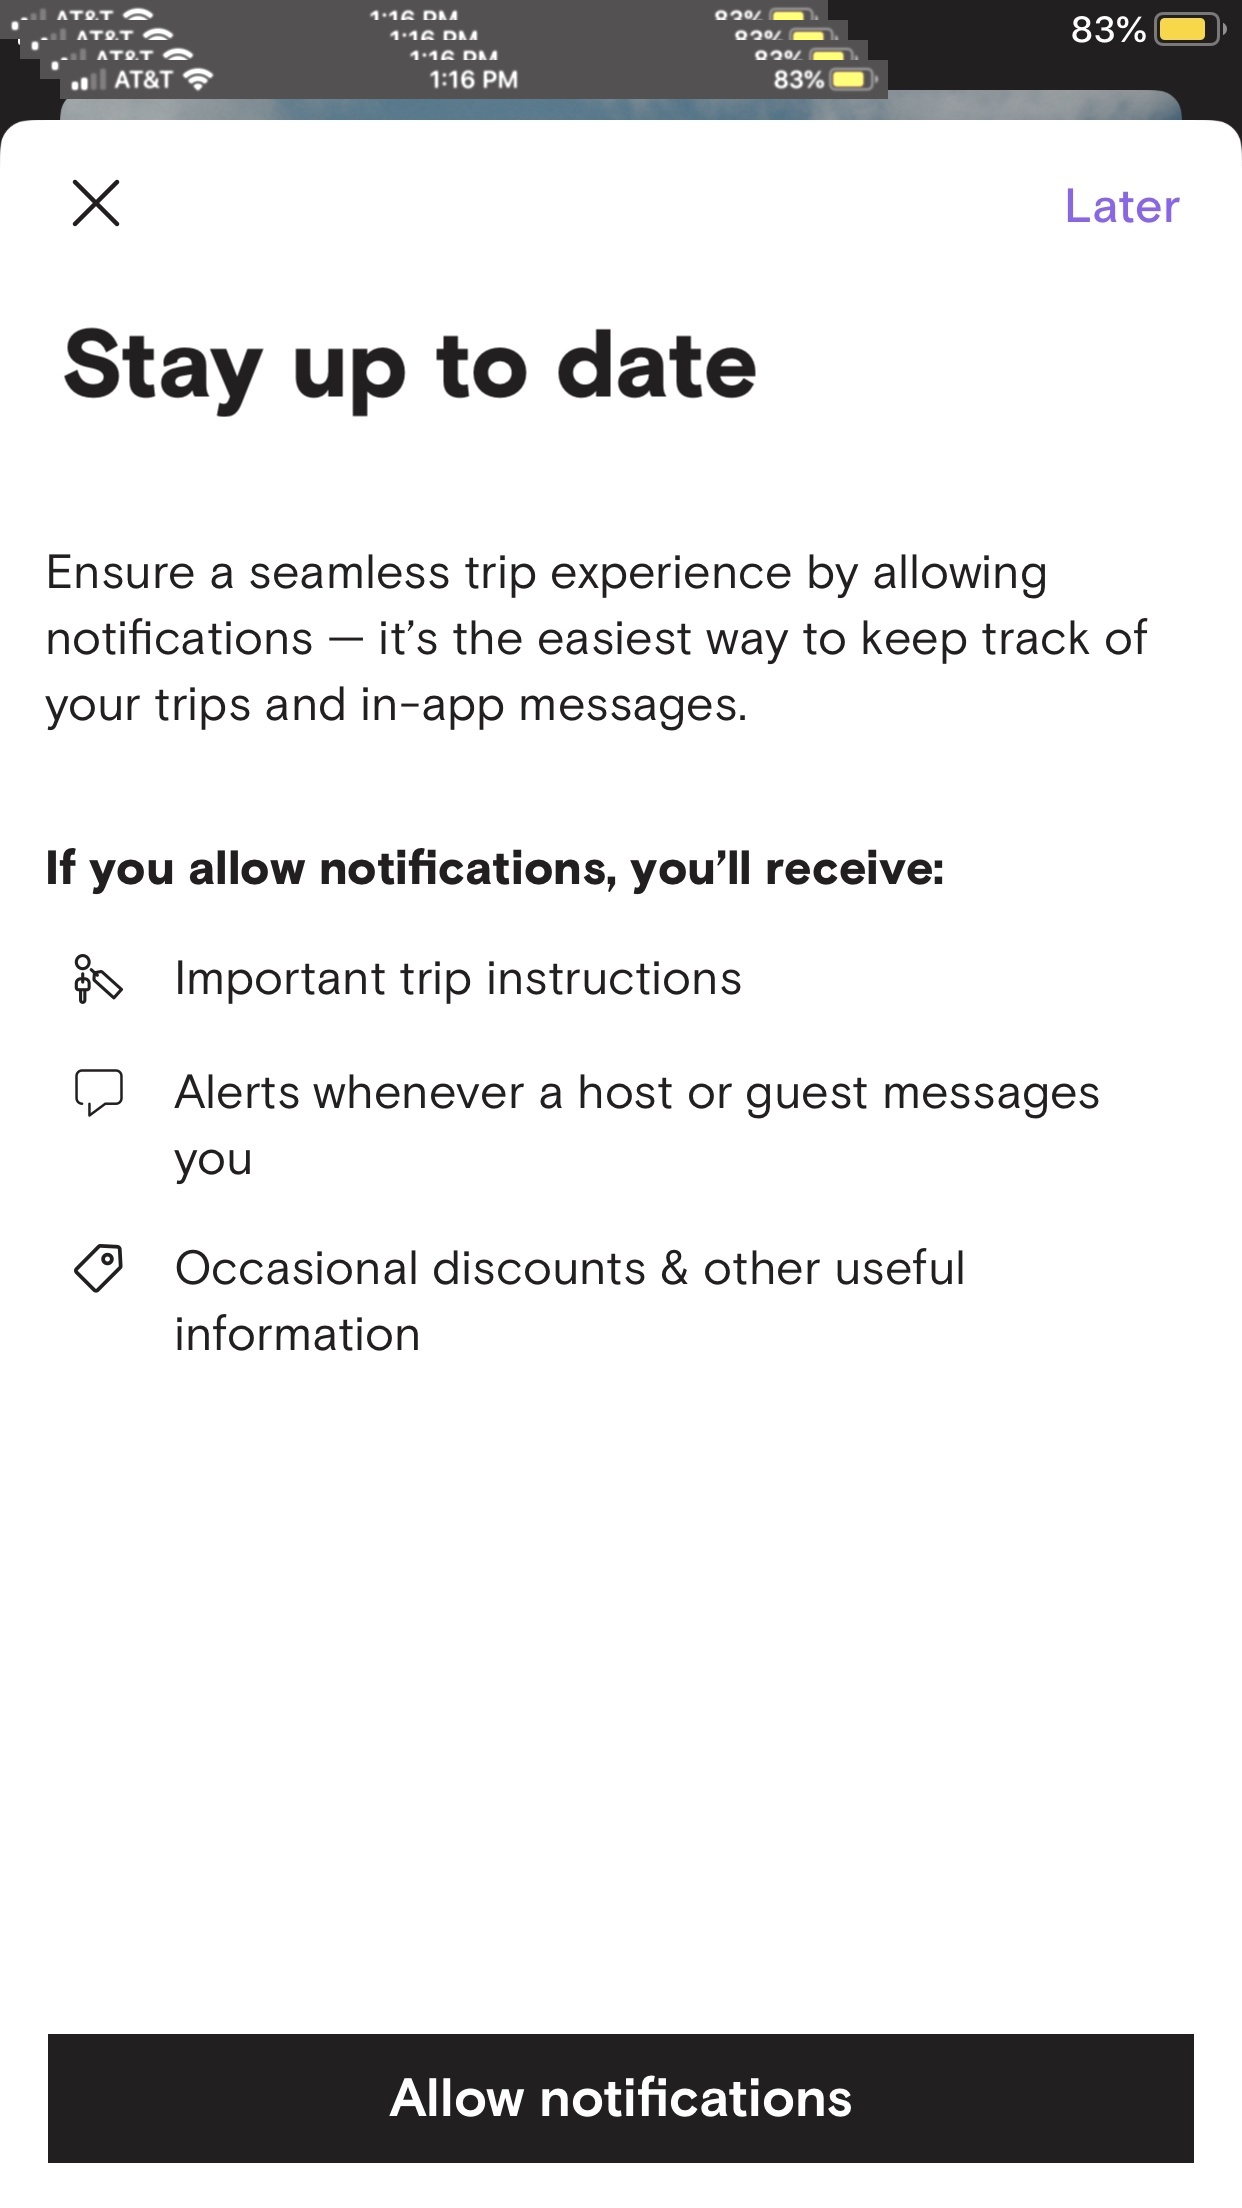 AT&T 1:16 PM 83%
AT&T 1:16 PM 83%
AT&T 1:16 PM 83%
AT&T 1:16 PM 83%
83%
Later
Stay up to date
Ensure a seamless trip experience by allowing
notifications — it’s the easiest way to keep track of
your trips and in-app messages.
If you allow notifications, you’ll receive:
Important trip instructions
Alerts whenever a host or guest messages
you
Occasional discounts & other useful
information
Allow notifications